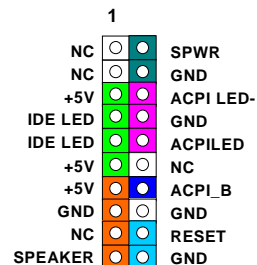 1
NC SPWR
NC GND
+5V ACPI LED-
IDE LED GND
IDE LED ACPILED
+5V NC
+5V ACPI_B
GND GND
NC RESET
SPEAKER GND